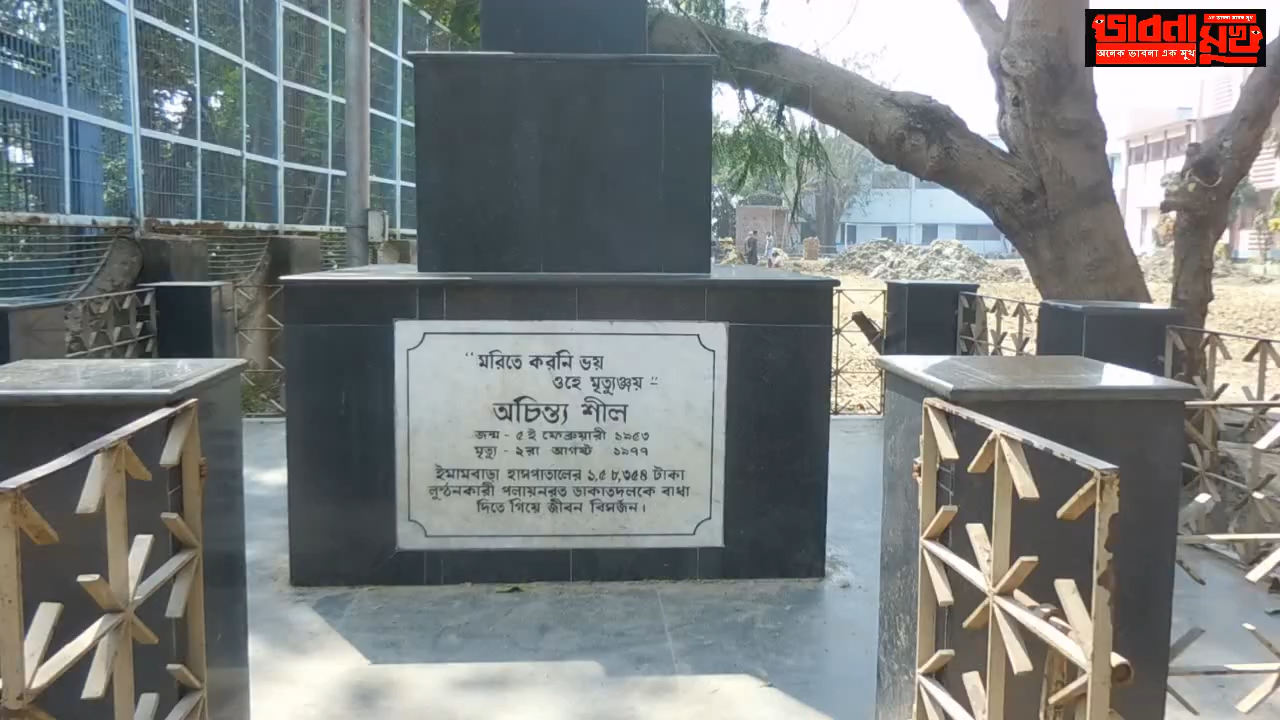 ভাবনা মুখ
অনেক ভাবনা এক মুখ
"মরিতে করনি ভয়
ওহে মৃত্যুঞ্জয়"
অচিন্ত্য শীল
জন্ম - ৫ ই ফেব্রুয়ারী ১৯৫৩
মৃত্যু - ২রা আগষ্ট ১৯৭৭
ইমামবাড়া হাসপাতালের ১,৫৮,৩৫৪ টাকা
লুণ্ঠনকারী পলায়নরত ডাকাতদলকে বাধা
দিতে গিয়ে জীবন বিসর্জন।